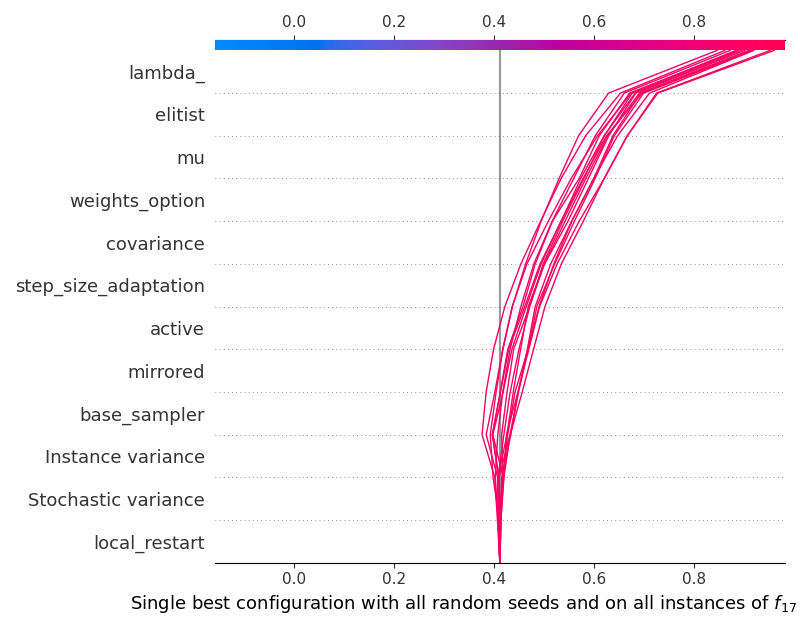 0.0 0.2 0.4 0.6 0.8
lambda_
elitist
mu
weights_option
covariance
step_size_adaptation
active
mirrored
base_sampler
Instance variance
Stochastic variance
local_restart
0.0 0.2 0.4 0.6 0.8
Single best configuration with all random seeds and on all instances of f17